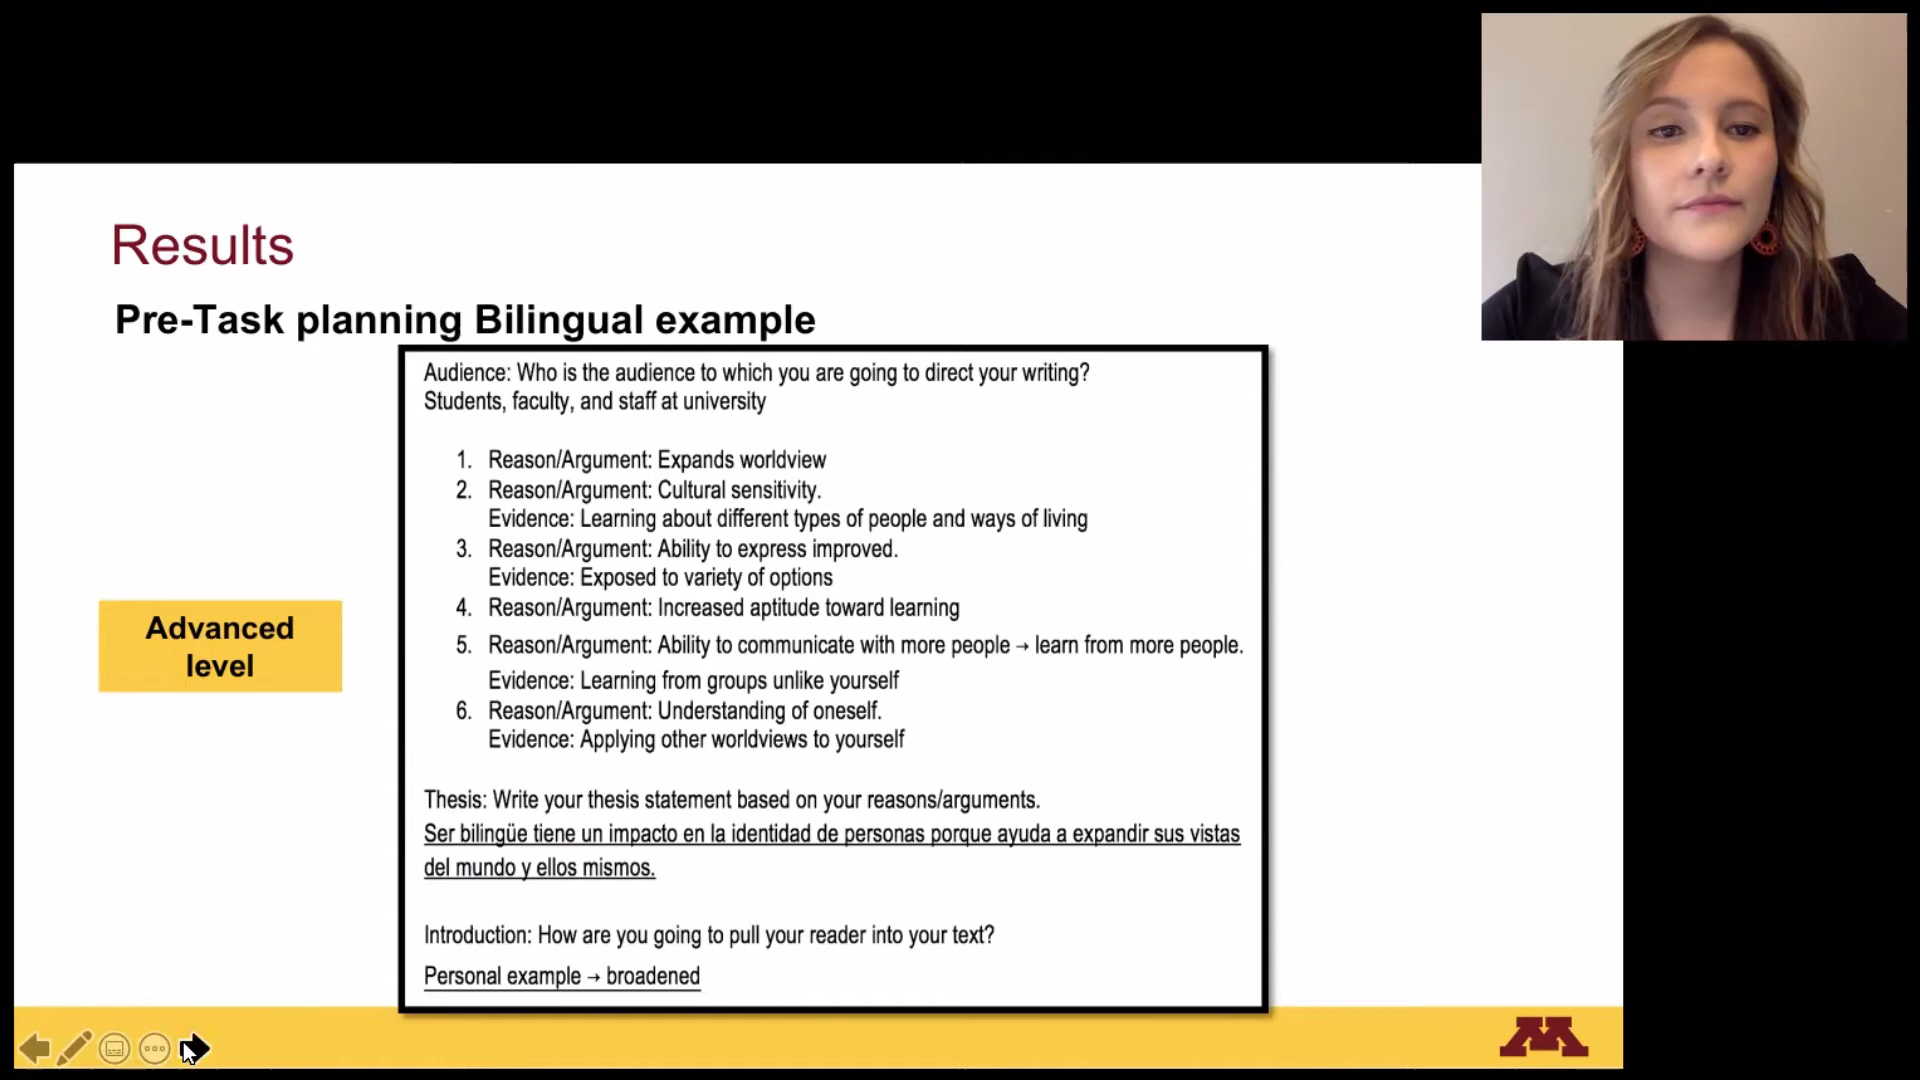 Results
Pre-Task planning Bilingual example
Audience: Who is the audience to which you are going to direct your writing?
Students, faculty, and staff at university
1. Reason/Argument: Expands worldview
2. Reason/Argument: Cultural sensitivity.
Evidence: Learning about different types of people and ways of living
3. Reason/Argument: Ability to express improved.
Evidence: Exposed to variety of options
4. Reason/Argument: Increased aptitude toward learning
5. Reason/Argument: Ability to communicate with more people → learn from more people.
Evidence: Learning from groups unlike yourself
6. Reason/Argument: Understanding of oneself.
Evidence: Applying other worldviews to yourself
Thesis: Write your thesis statement based on your reasons/arguments.
Ser bilingüe tiene un impacto en la identidad de personas porque ayuda a expandir sus vistas
del mundo y ellos mismos.
Introduction: How are you going to pull your reader into your text?
Personal example → broadened
Advanced
level
M